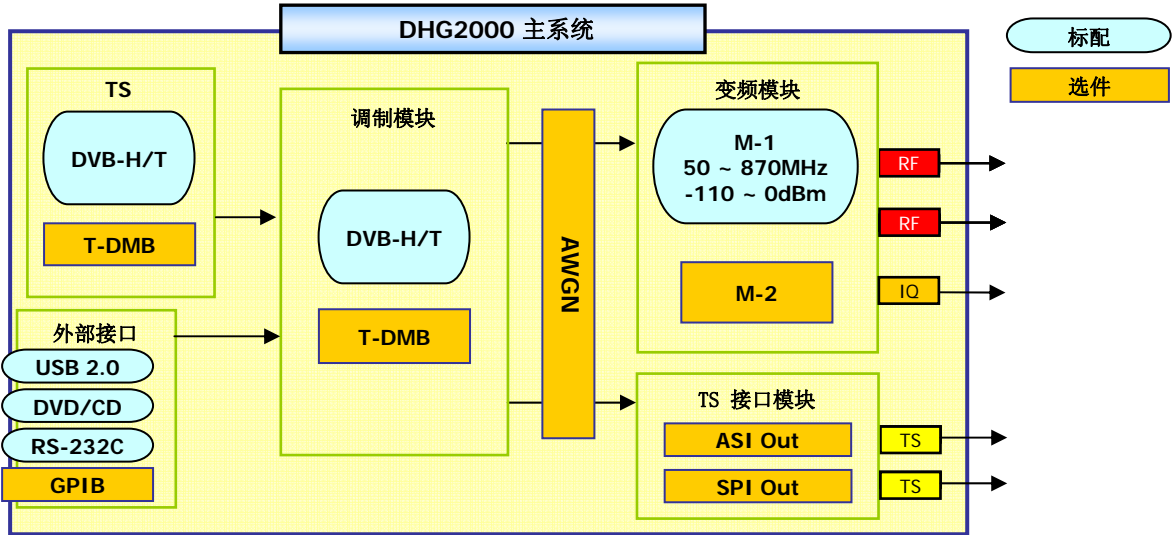 DHG2000 主系统
标配
选件
TS
DVB-H/T
T-DMB
外部接口
USB 2.0
DVD/CD
RS-232C
GPIB
调制模块
DVB-H/T
T-DMB
AWGN
变频模块
M-1
50 ~ 870MHz
-110 ~ 0dBm
M-2
RF
RF
IQ
TS 接口模块
ASI Out
SPI Out
TS
TS